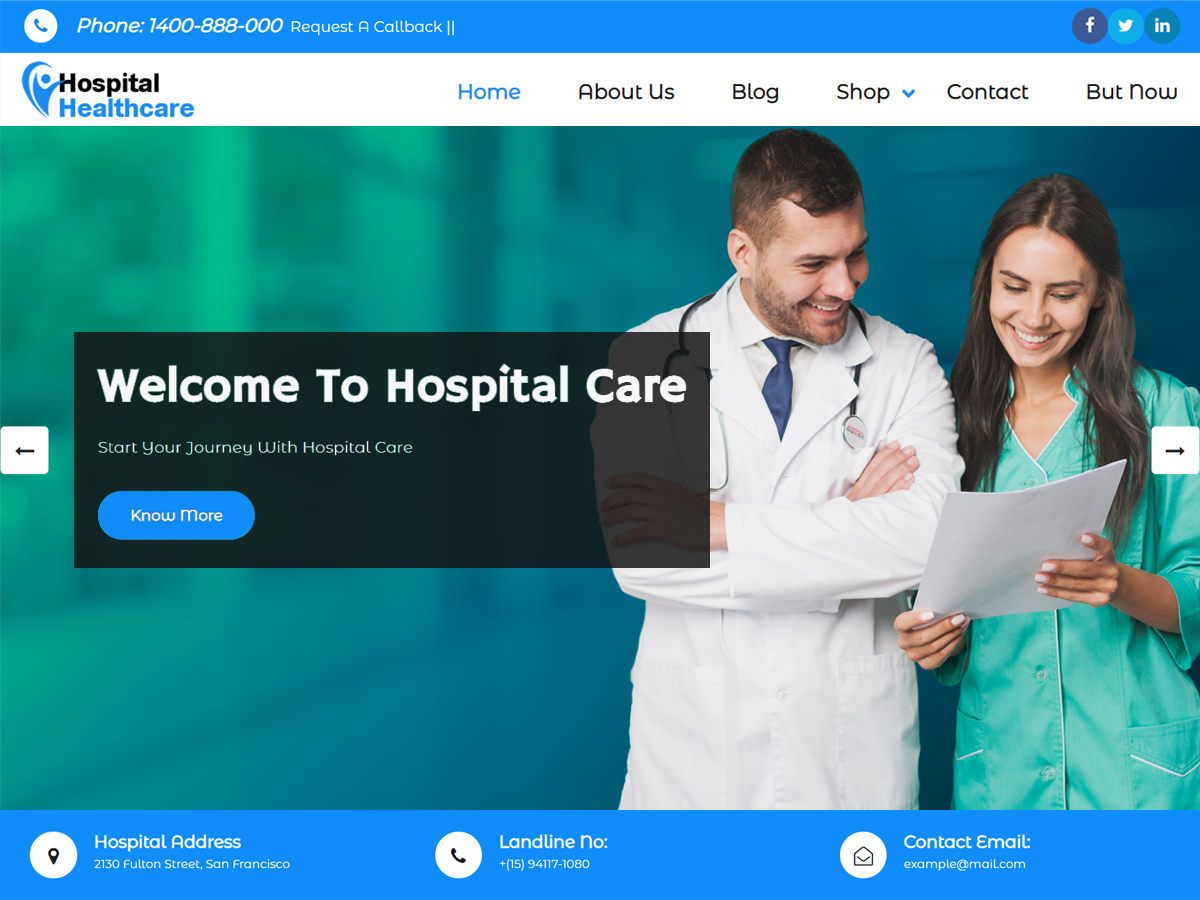 Phone: 1400-888-000 Request A Callback ||
Hospital
Healthcare
Home About Us Blog Shop Contact But Now
Welcome To Hospital Care
Start Your Journey With Hospital Care
Know More
Hospital Address
2130 Fulton Street, San Francisco
Landline No:
+(15) 94117-1080
Contact Email:
example@mail.com